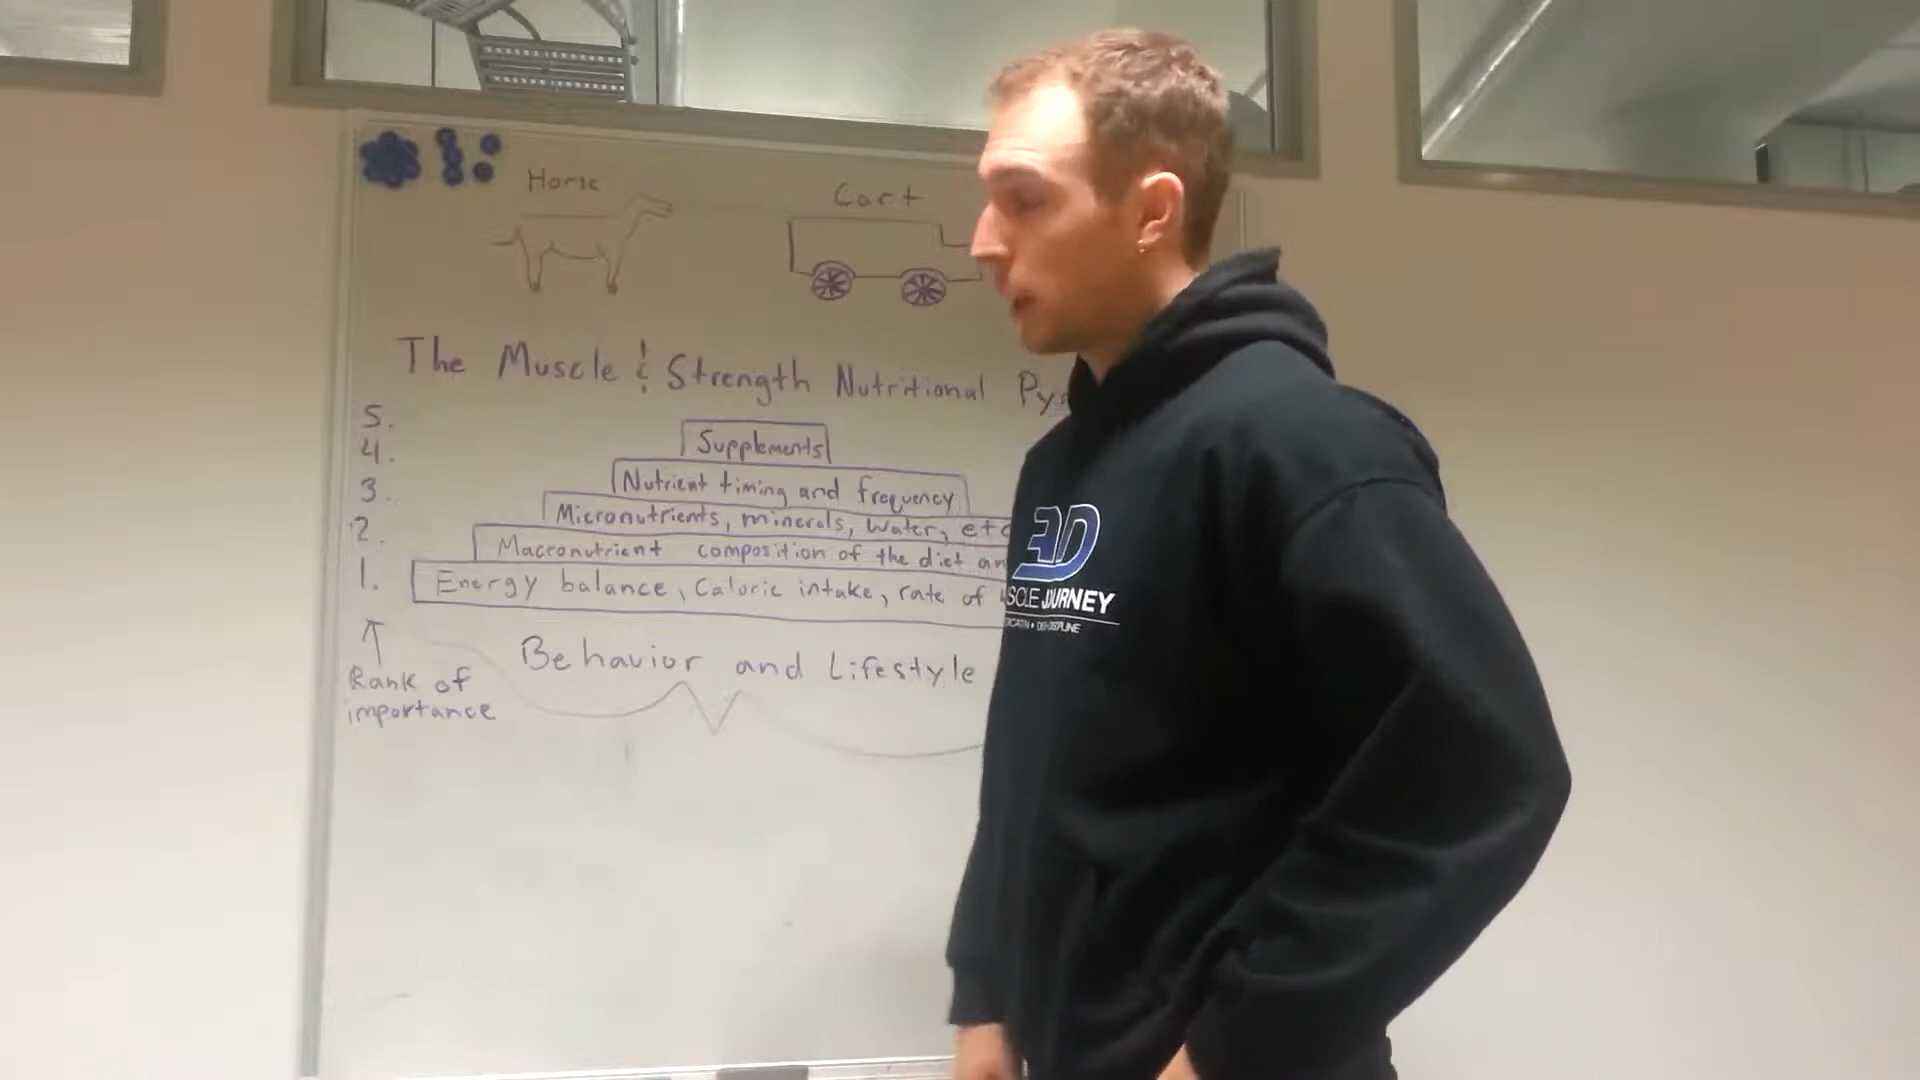 Horse
Cart
The Muscle & Strength Nutritional
5.
Supplements
4.
Nutrient timing and frequency
3.
Micronutrients, minerals, Water, etc
2.
Macronutrient composition of the diet
1.
Energy balance, Caloric intake, rate of
Behavior and Lifestyle
Rank of
importance
3D
JOURNEY